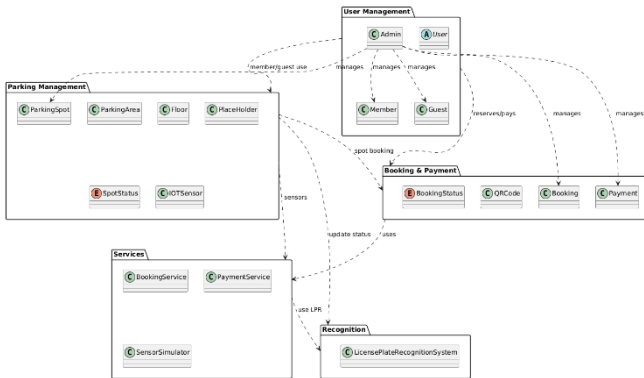 User Management
C Admin
A User
member/guest use
manages
manages
manages
Parking Management
C ParkingSpot
C ParkingArea
C Floor
C PlaceHolder
C Member
C Guest
reserves/pays
manages
manages
spot booking
Booking & Payment
E SpotStatus
C IOTSensor
E BookingStatus
C QRCode
C Booking
C Payment
sensors
update status
uses
Services
C BookingService
C PaymentService
use LPR
Recognition
C SensorSimulator
C LicensePlateRecognitionSystem